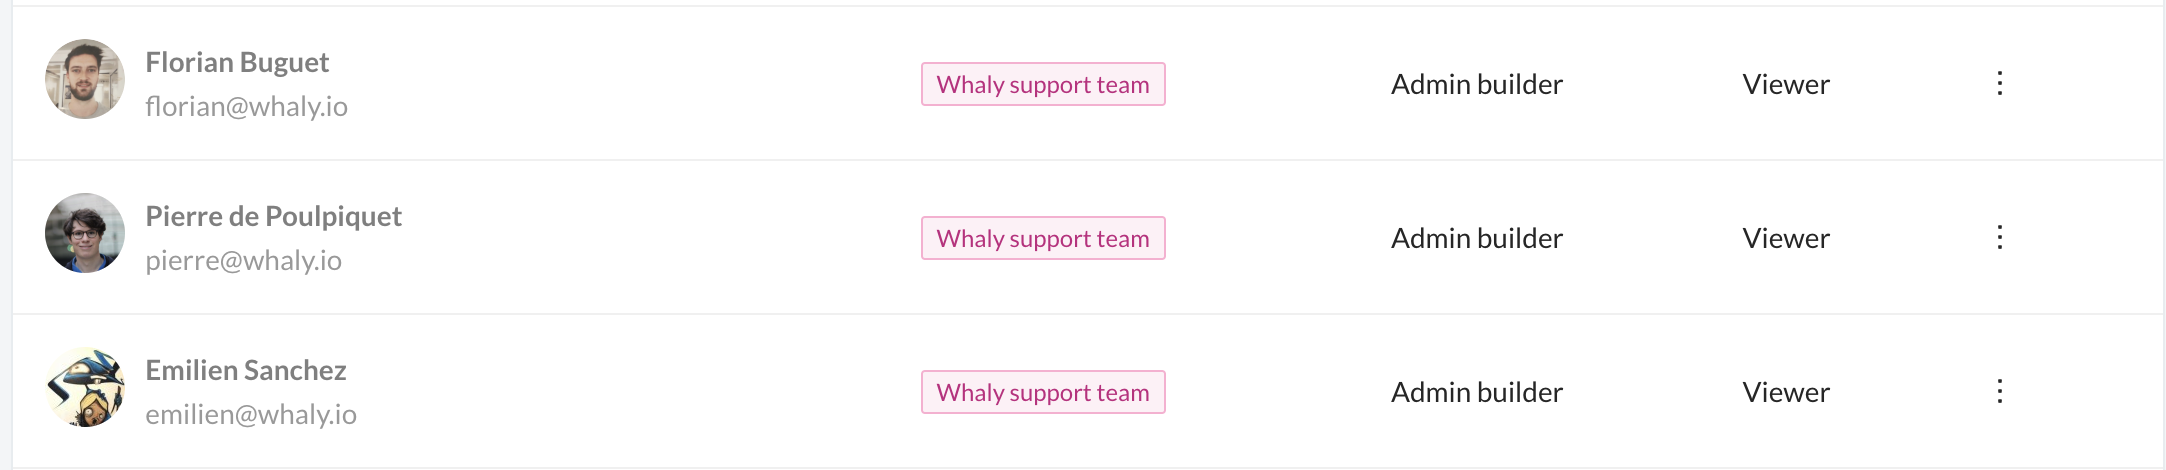 Florian Buguet
florian@whaly.io
Whaly support team
Admin builder
Viewer
Pierre de Poulpiquet
pierre@whaly.io
Whaly support team
Admin builder
Viewer
Emilien Sanchez
emilien@whaly.io
Whaly support team
Admin builder
Viewer